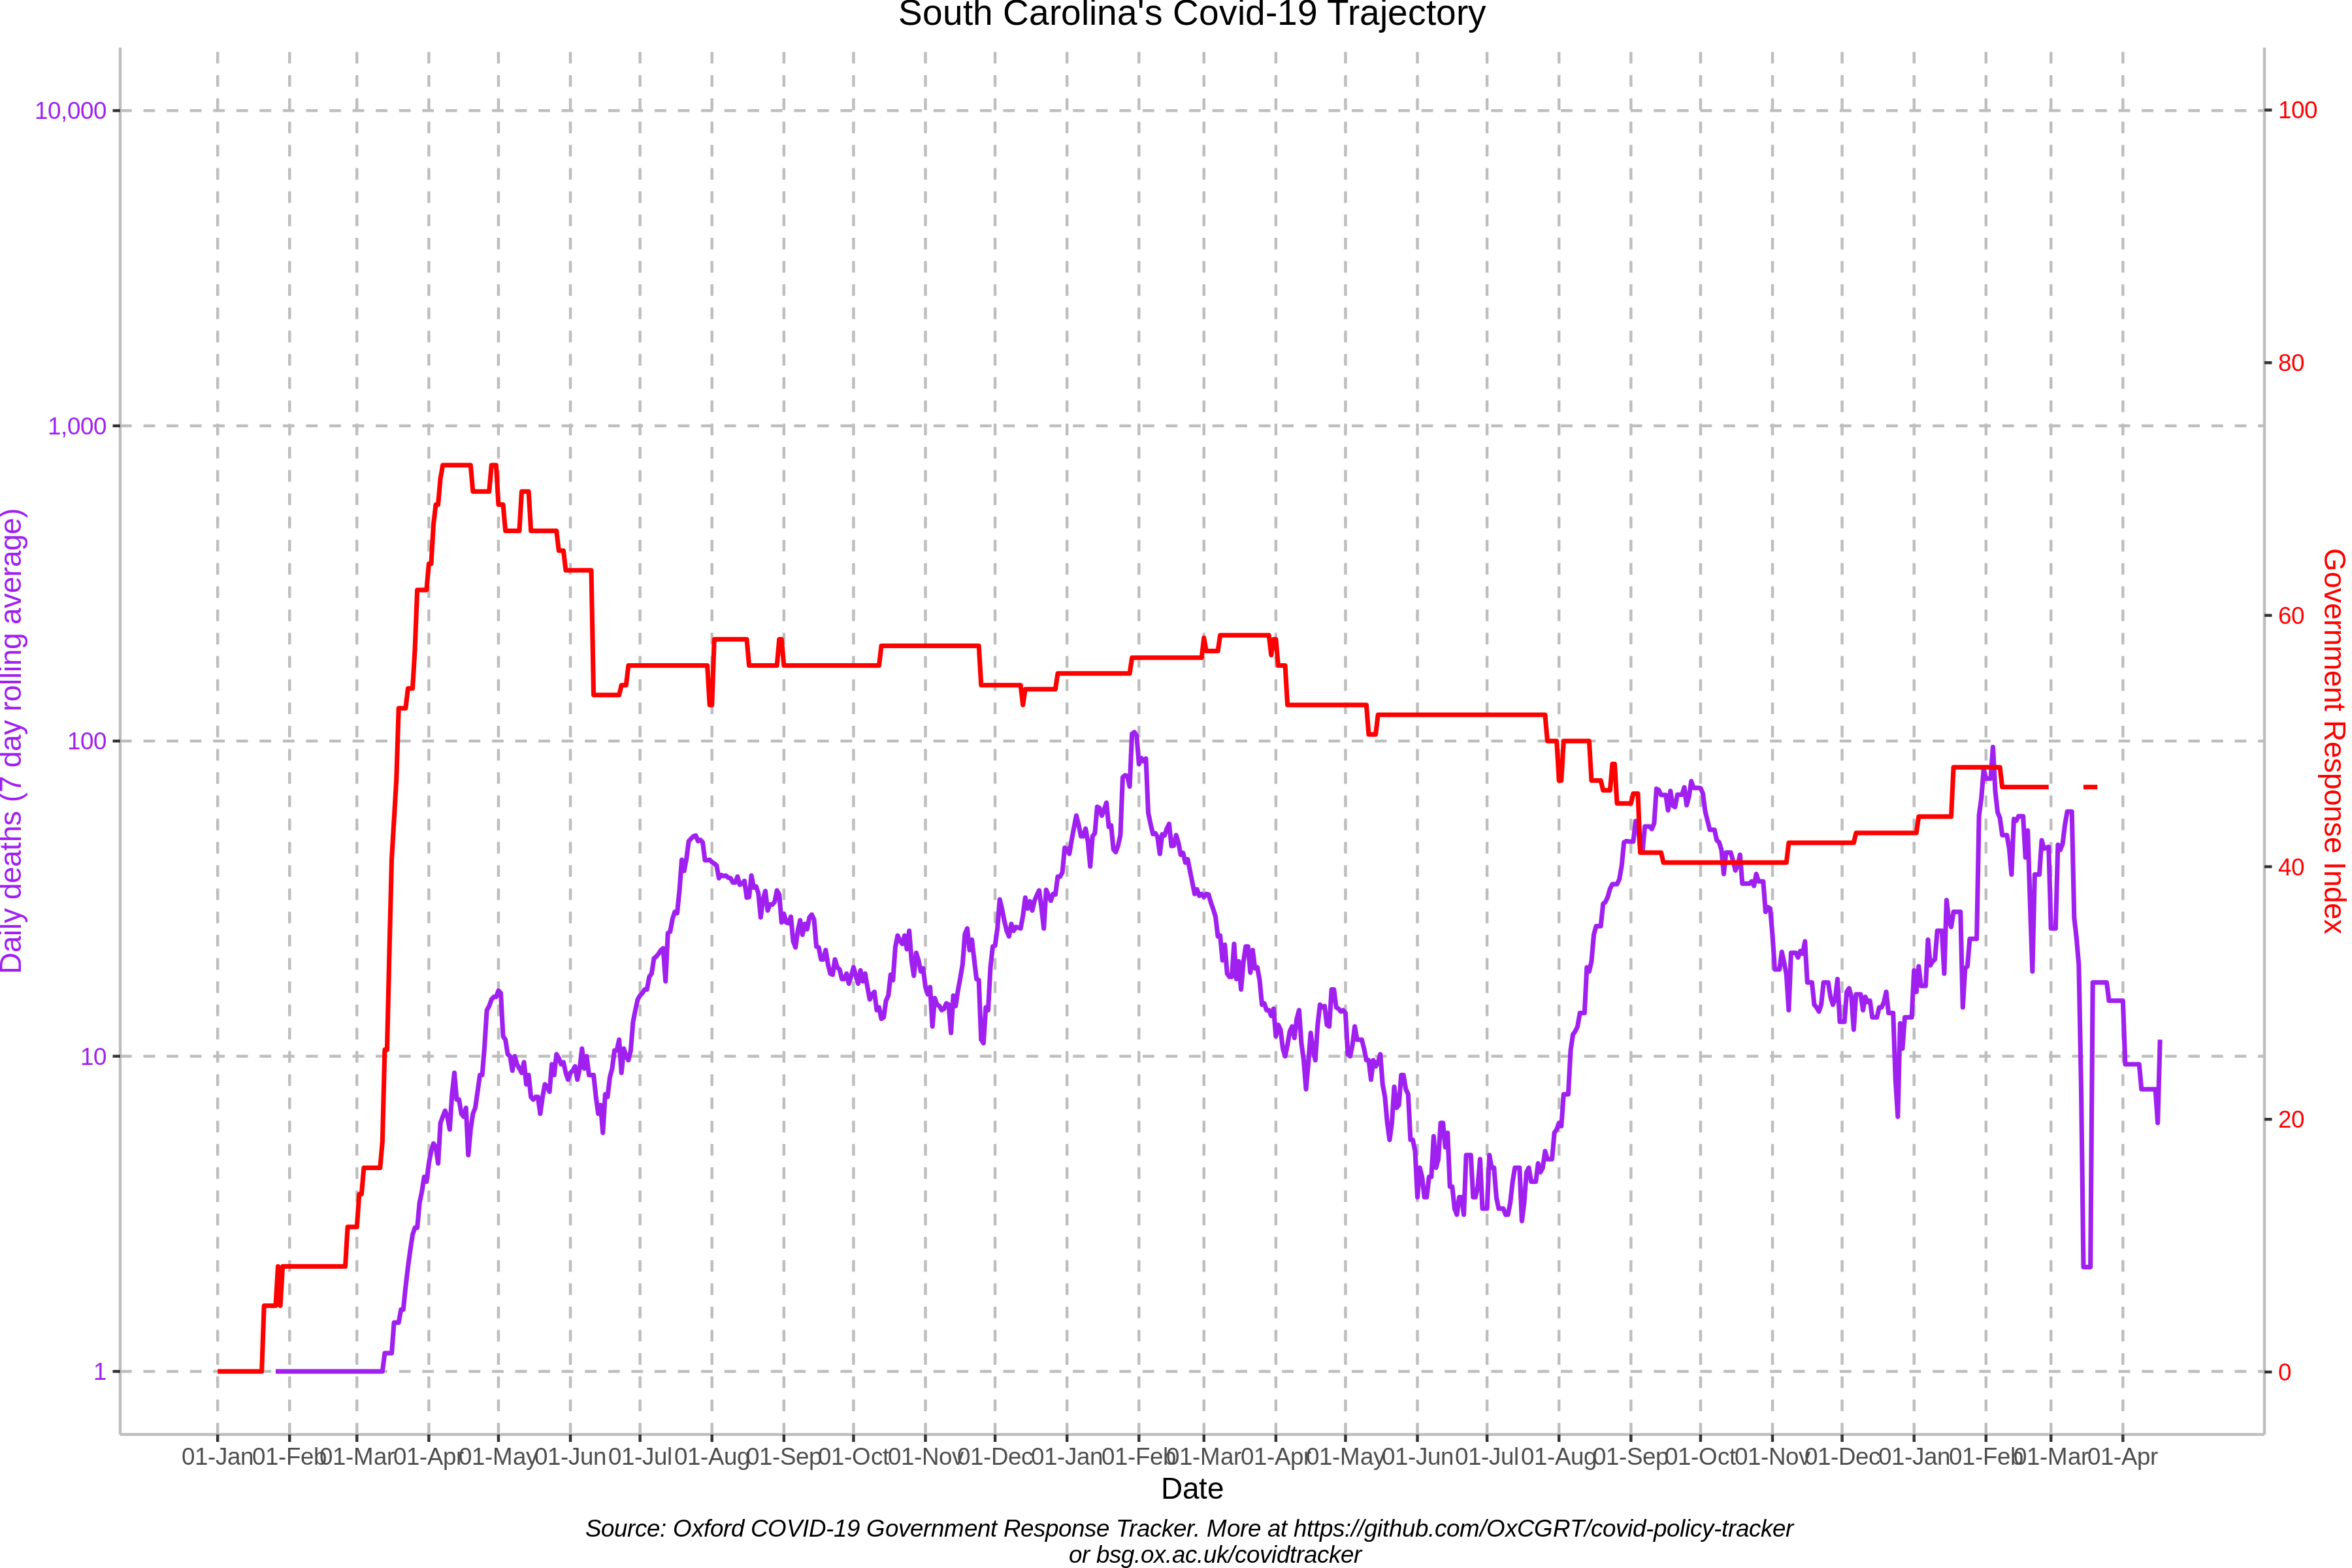 South Carolina's Covid-19 Trajectory
10,000
1,000
100
10
1
Daily deaths (7 day rolling average)
100
80
60
40
20
0
Government Response Index
01-Jan 01-Feb 01-Mar 01-Apr 01-May 01-Jun 01-Jul 01-Aug 01-Sep 01-Oct 01-Nov 01-Dec 01-Jan 01-Feb 01-Mar 01-Apr 01-May 01-Jun 01-Jul 01-Aug 01-Sep 01-Oct 01-Nov 01-Dec 01-Jan 01-Feb 01-Mar 01-Apr
Date
Source: Oxford COVID-19 Government Response Tracker. More at https://github.com/OxCGRT/covid-policy-tracker
or bsg.ox.ac.uk/covidtracker